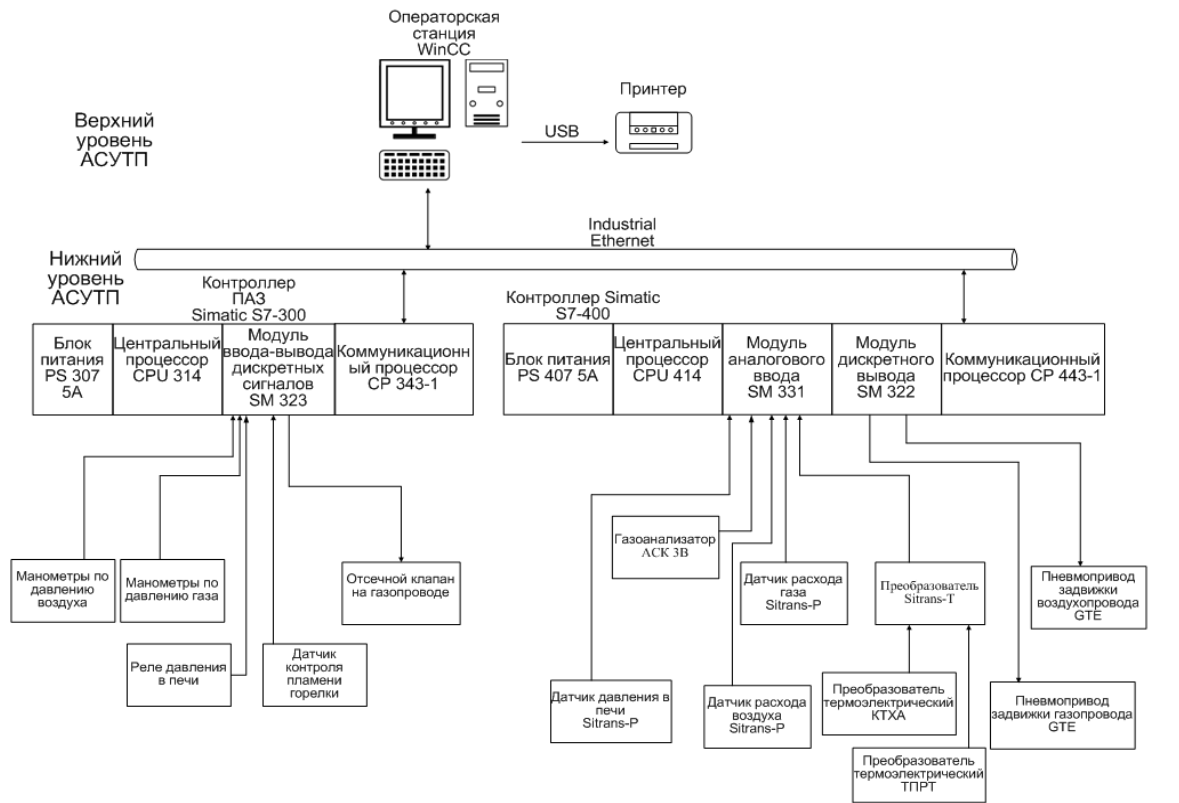 Операторская
станция
WinCC
Принтер
USB
Верхний
уровень
АСУТП
Industrial
Ethernet
Нижний
уровень
АСУТП
Контроллер
ПАЗ
Simatic S7-300
Контроллер Simatic
S7-400
Блок
питания
PS 307
5A
Центральный
процессор
CPU 314
Модуль
ввода-вывода
дискретных
сигналов
SM 323
Коммуникационн
ый процессор
CP 343-1
Блок питания
PS 407 5A
Центральный
процессор
CPU 414
Модуль
аналогового
ввода
SM 331
Модуль
дискретного
вывода
SM 322
Коммуникационный
процессор CP 443-1
Манометры по
давлению
воздуха
Манометры по
давлению газа
Отсечной клапан
на газопроводе
Реле давления
в печи
Датчик
контроля
пламени
горелки
Газоанализатор
АСК 3В
Датчик расхода
газа
Sitrans-P
Преобразователь
Sitrans-T
Пневмопривод
задвижки
воздухопровода
GTE
Датчик давления в
печи
Sitrans-P
Датчик расхода
воздуха
Sitrans-P
Преобразователь
термоэлектрический
КТХА
Пневмопривод
задвижки газопровода
GTE
Преобразователь
термоэлектрический
ТПРТ